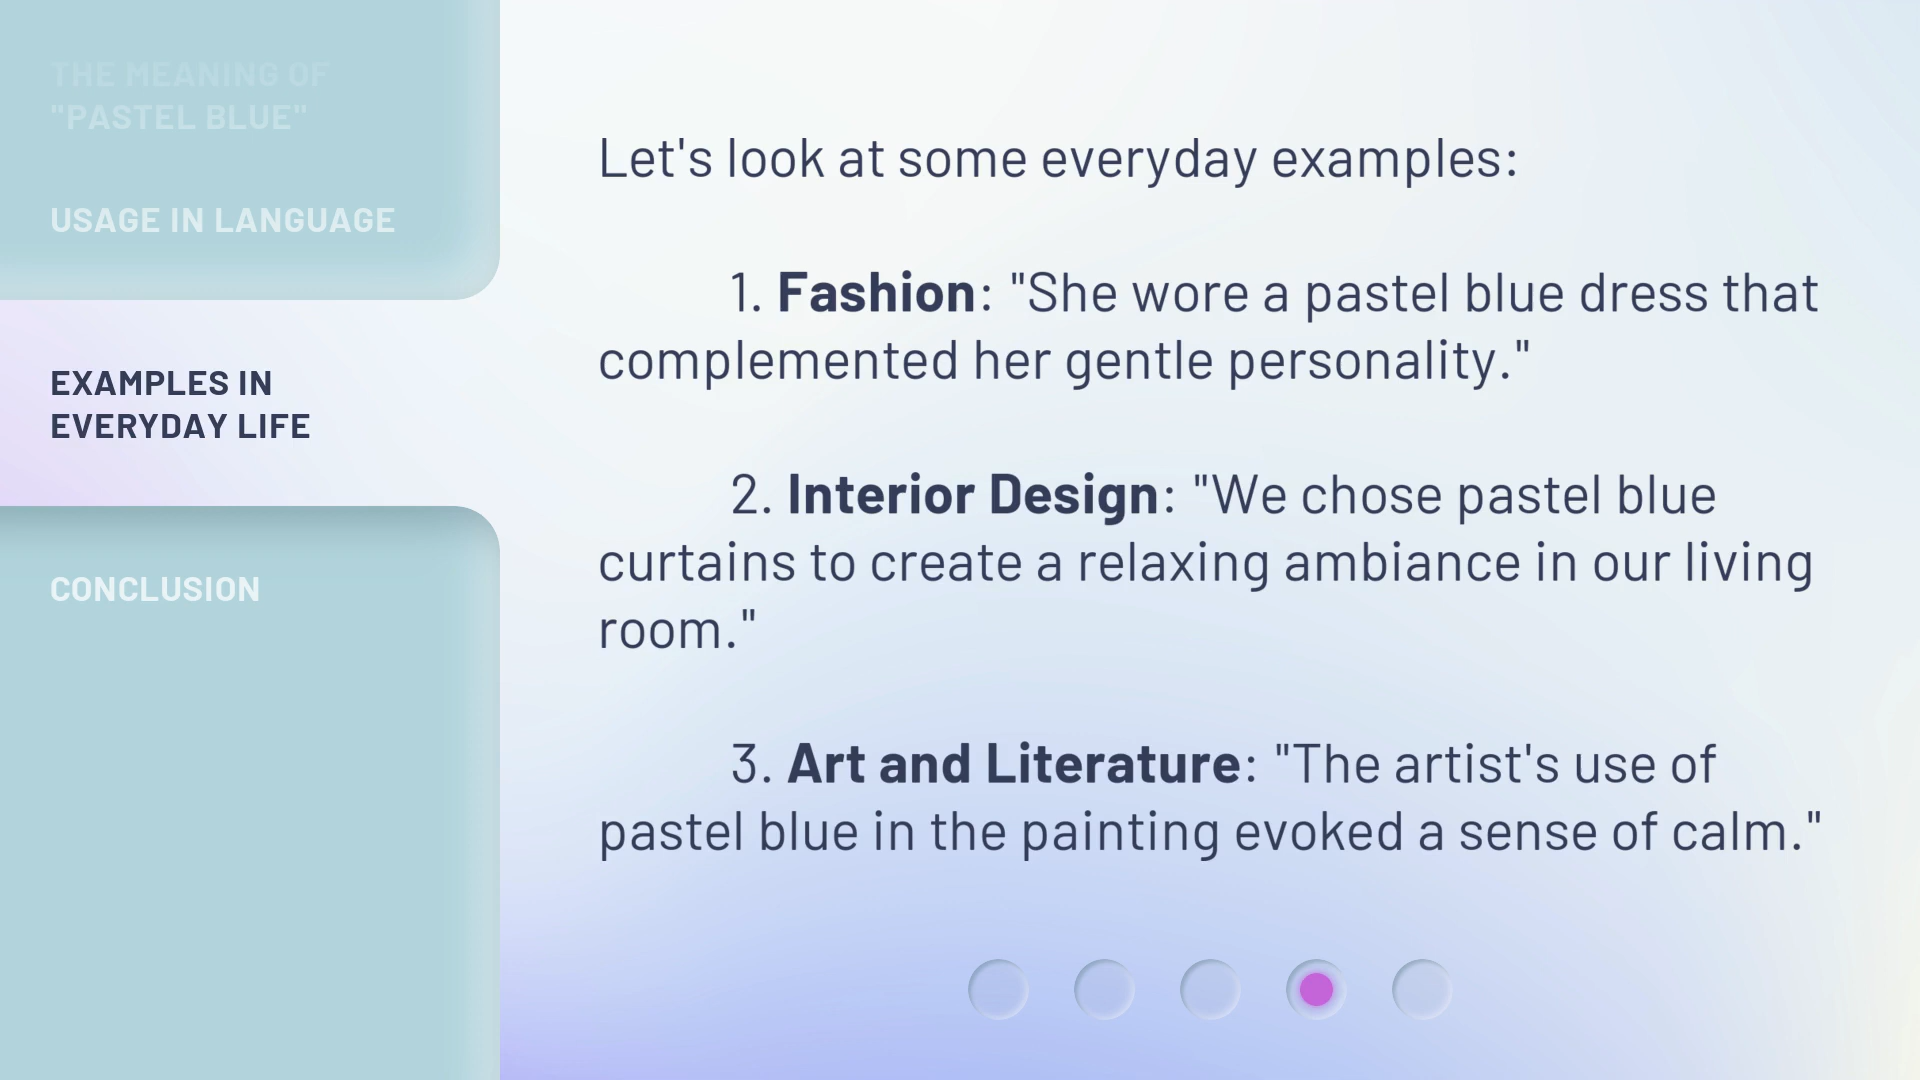 THE MEANING OF
"PASTEL BLUE"
USAGE IN LANGUAGE
EXAMPLES IN
EVERYDAY LIFE
CONCLUSION
Let's look at some everyday examples:
1. Fashion: "She wore a pastel blue dress that
complemented her gentle personality."
2. Interior Design: "We chose pastel blue
curtains to create a relaxing ambiance in our living
room."
3. Art and Literature: "The artist's use of
pastel blue in the painting evoked a sense of calm."